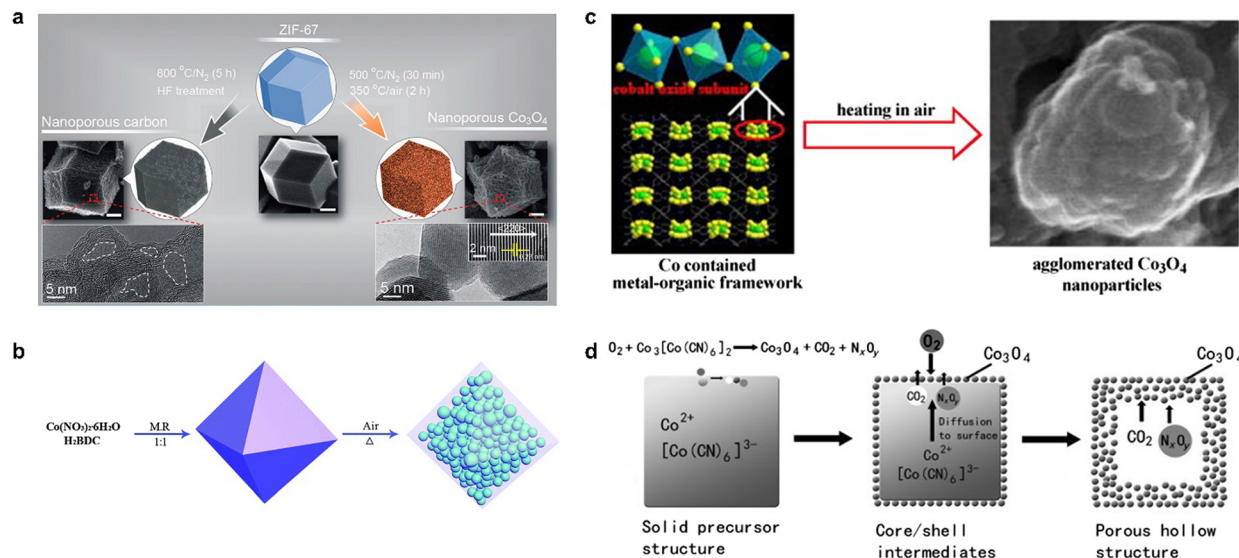 a
ZIF-67
800 °C/N₂ (5 h)
HF treatment
500 °C/N₂ (30 min)
350 °C/air (2 h)
Nanoporous carbon
Nanoporous Co₃O₄
5 nm
5 nm
2 nm
<220>
b
Co(NO₃)₂·6H₂O
H₂BDC
M.R
1:1
Air
△
c
cobalt oxide subunit
heating in air
Co contained
metal-organic framework
agglomerated Co₃O₄
nanoparticles
d
O₂ + Co₃[Co(CN)₆]₂ → Co₃O₄ + CO₂ + NₓOᵧ
Co²⁺
[Co(CN)₆]³⁻
Solid precursor
structure
O₂
Co₃O₄
CO₂
NₓOᵧ
Diffusion
to surface
Co²⁺
[Co(CN)₆]³⁻
Core/shell
intermediates
Co₃O₄
CO₂
NₓOᵧ
Porous hollow
structure